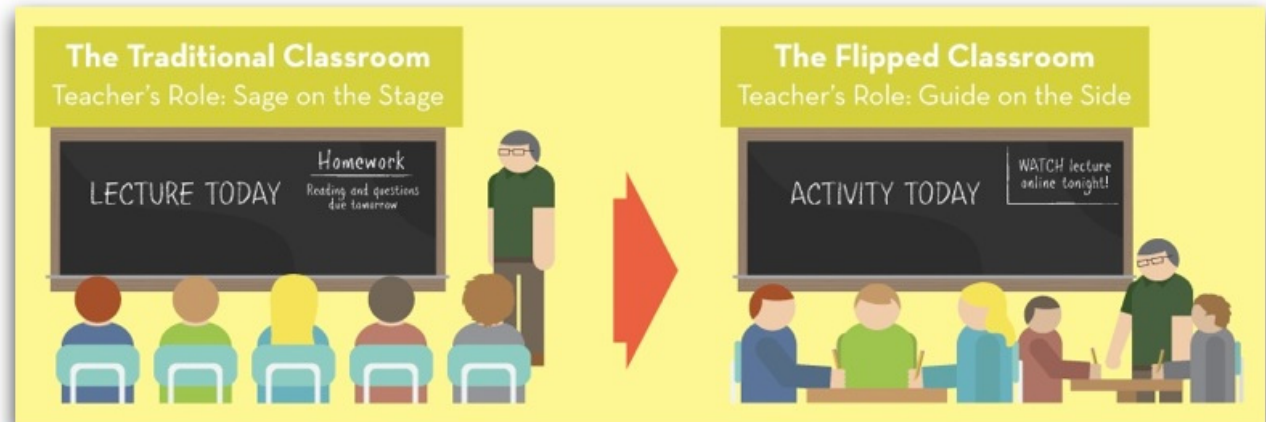 The Traditional Classroom
Teacher's Role: Sage on the Stage
LECTURE TODAY
Homework
Reading and questions
due tomorrow
The Flipped Classroom
Teacher's Role: Guide on the Side
ACTIVITY TODAY
WATCH lecture
online tonight!